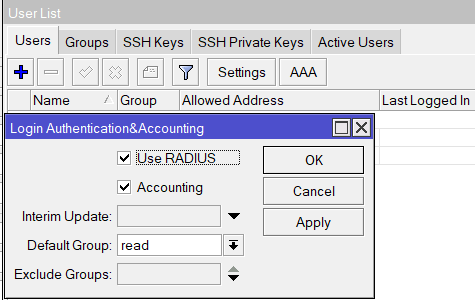 User List
Users Groups SSH Keys SSH Private Keys Active Users
Settings AAA
Name Group Allowed Address Last Logged In
Login Authentication&Accounting
Use RADIUS OK
Accounting Cancel
Interim Update: Apply
Default Group: read
Exclude Groups: